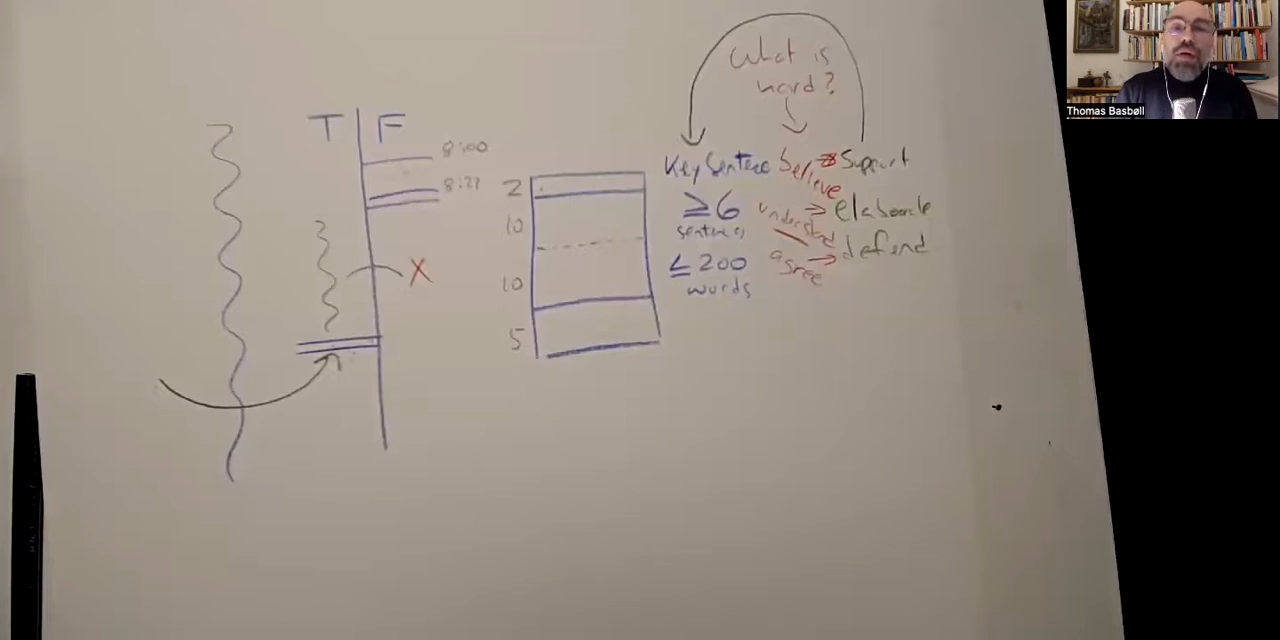 Thomas Basbøll
What is
hard?
T F
8:00
8:27
2
10
10
5
Key Sentence
≥6
sentences
≤200
words
believe → Support
understand → elaborate
agree → defend
X